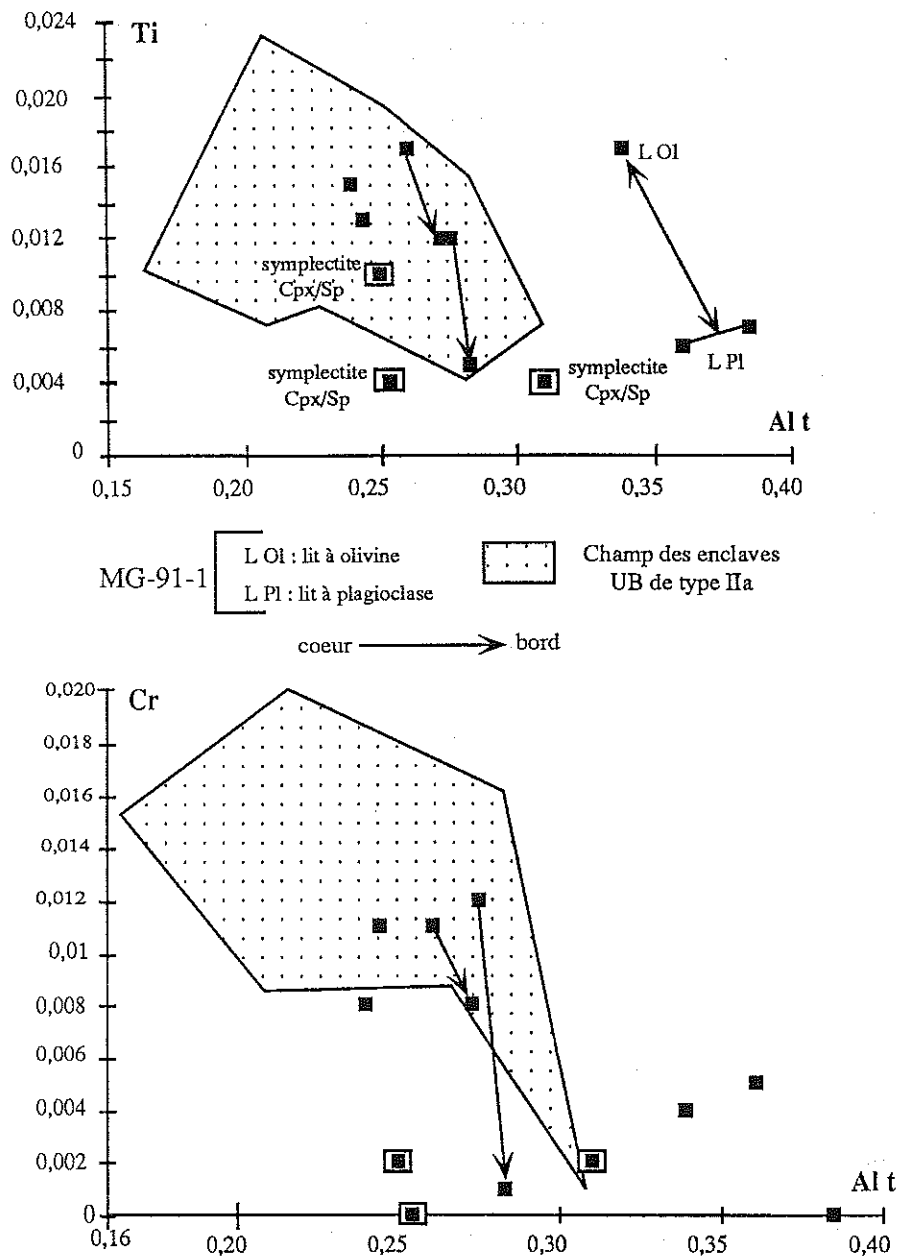 0,024
Ti
0,020
0,016
0,012
0,008
0,004
0
L Ol
symplectite
Cpx/Sp
symplectite
Cpx/Sp
symplectite
Cpx/Sp
L Pl
Al t
0,15
0,20
0,25
0,30
0,35
0,40
MG-91-1
L Ol : lit à olivine
L Pl : lit à plagioclase
Champ des enclaves
UB de type IIa
coeur
bord
0,020
Cr
0,018
0,016
0,014
0,012
0,01
0,008
0,006
0,004
0,002
0
Al t
0,16
0,20
0,25
0,30
0,35
0,40